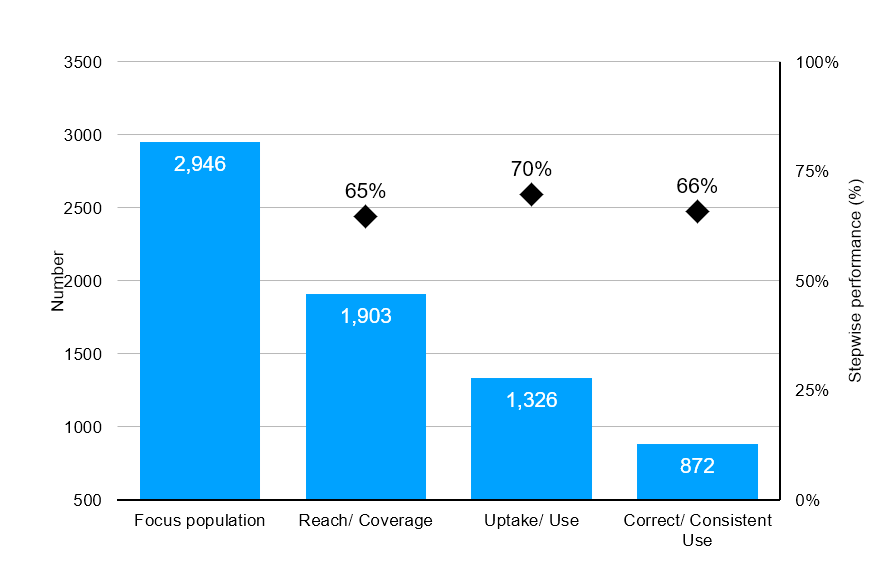 3500
3000
2500
2000
1500
1000
500
Number
100%
75%
50%
25%
0%
Stepwise performance (%)
2,946
1,903
1,326
872
65%
70%
66%
Focus population
Reach/ Coverage
Uptake/ Use
Correct/ Consistent
Use